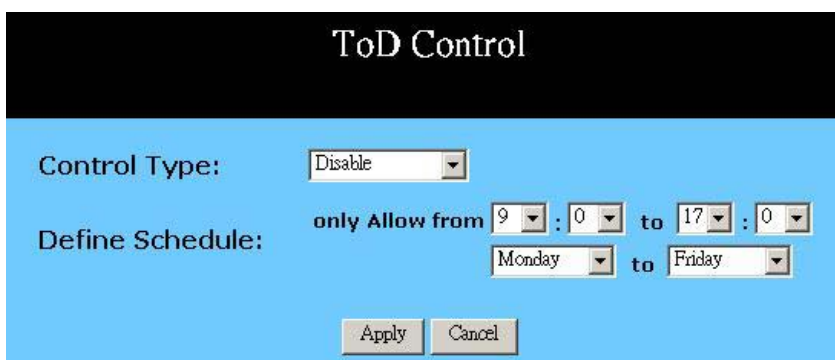 ToD Control
Control Type: Disable
Define Schedule: only Allow from 9 : 0 to 17 : 0
Monday to Friday
Apply Cancel